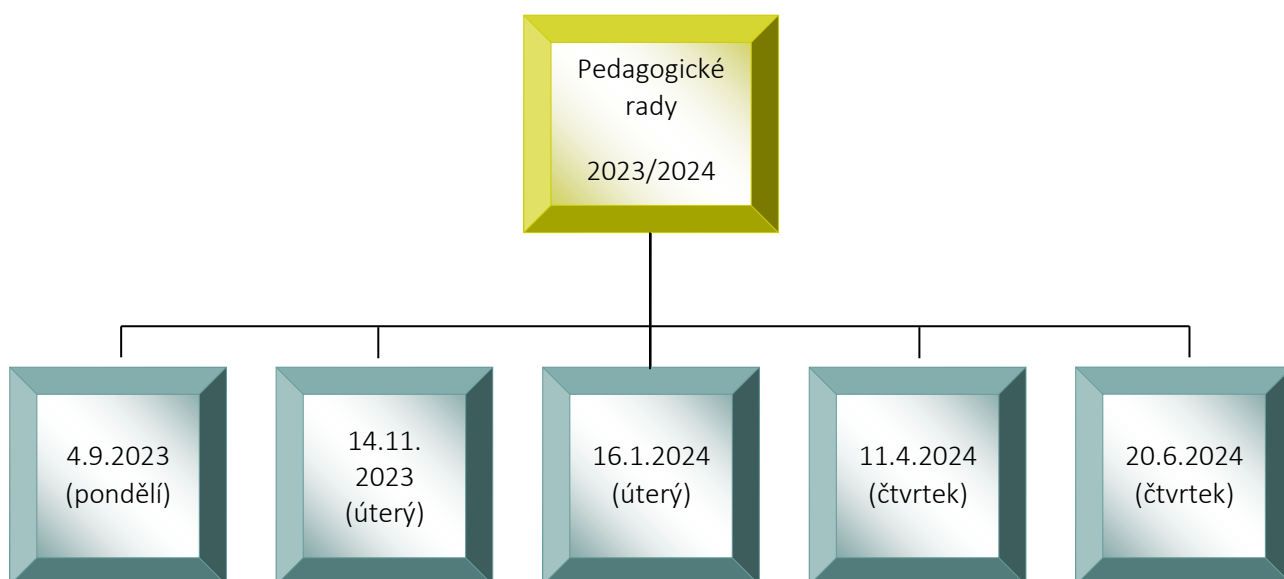 Pedagogické
rady
2023/2024
4.9.2023
(pondělí)
14.11.
2023
(úterý)
16.1.2024
(úterý)
11.4.2024
(čtvrtek)
20.6.2024
(čtvrtek)